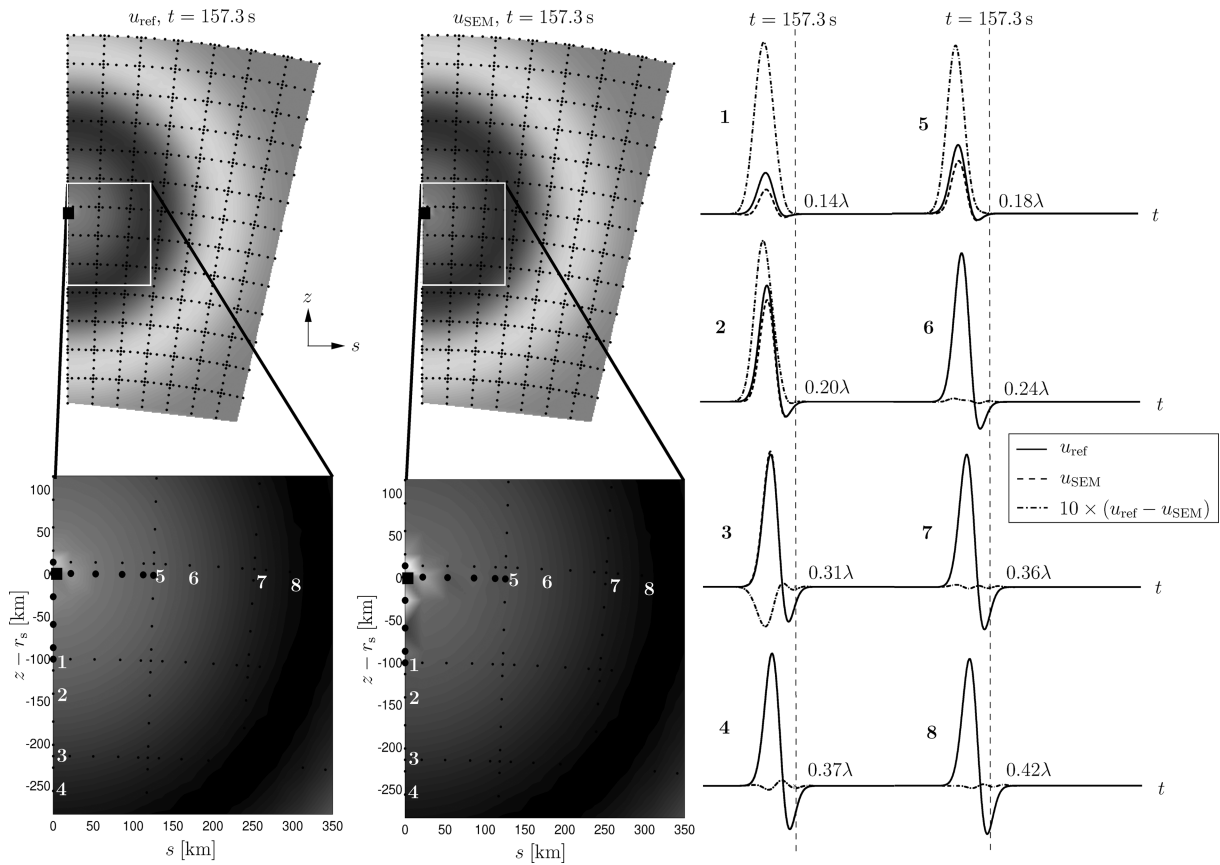 u_ref, t = 157.3 s
u_SEM, t = 157.3 s
t = 157.3 s
t = 157.3 s
z
s
1
0.14λ
5
0.18λ
t
2
0.20λ
6
0.24λ
t
u_ref
u_SEM
10 × (u_ref − u_SEM)
3
0.31λ
7
0.36λ
t
4
0.37λ
8
0.42λ
t
z − r_s [km]
100
50
0
-50
-100
-150
-200
-250
5
6
7
8
1
2
3
4
0 50 100 150 200 250 300 350
s [km]
z − r_s [km]
100
50
0
-50
-100
-150
-200
-250
5
6
7
8
1
2
3
4
0 50 100 150 200 250 300 350
s [km]